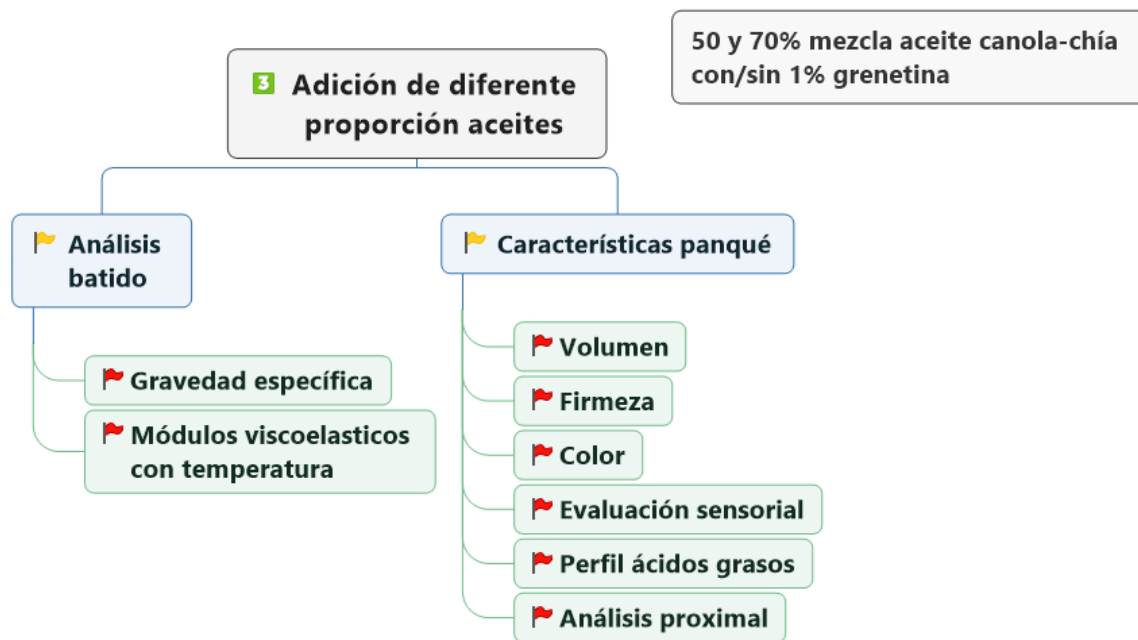 50 y 70% mezcla aceite canola-chía
con/sin 1% grenetina
3 Adición de diferente
proporción aceites
Análisis
batido
Características panqué
Gravedad específica
Módulos viscoelasticos
con temperatura
Volumen
Firmeza
Color
Evaluación sensorial
Perfil ácidos grasos
Análisis proximal